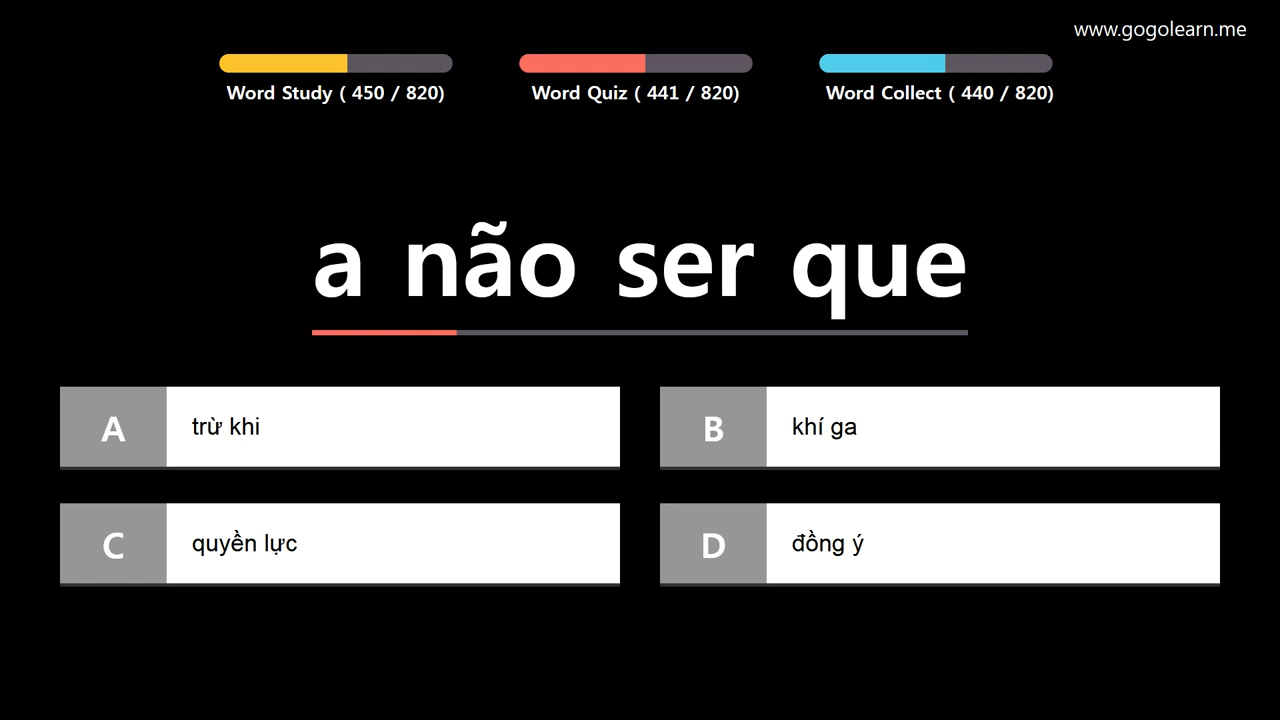 www.gogolearn.me
Word Study ( 450 / 820)
Word Quiz ( 441 / 820)
Word Collect ( 440 / 820)
a não ser que
A
trừ khi
B
khí ga
C
quyền lực
D
đồng ý